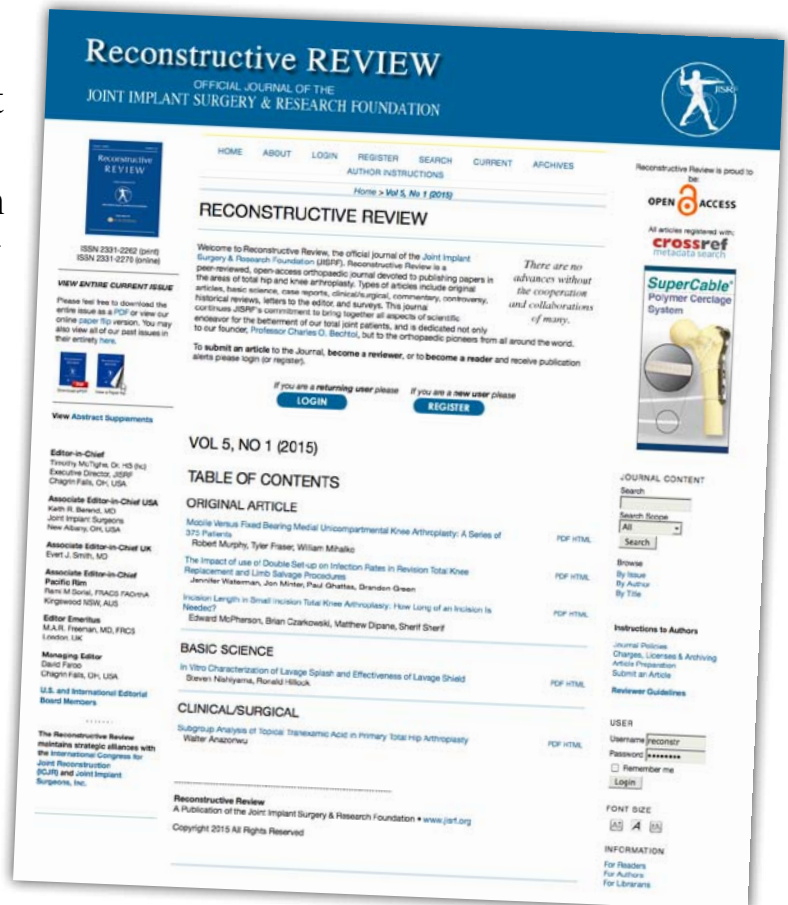 t
n
Reconstructive REVIEW
OFFICIAL JOURNAL OF THE
JOINT IMPLANT SURGERY & RESEARCH FOUNDATION
JISRF
Reconstructive
REVIEW
ISSN 2331-2262 (print)
ISSN 2331-2270 (online)
VIEW ENTIRE CURRENT ISSUE
Please feel free to download the
entire issue as a PDF or view our
online paper flip version. You may
also view all of our past issues in
their entirety here.
View Abstract Supplements
Editor-in-Chief
Timothy McTighe, Dr. HS (hc)
Executive Director, JISRF
Chagrin Falls, OH, USA
Associate Editor-in-Chief USA
Keith R. Berend, MD
Joint Implant Surgeons
New Albany, OH, USA
Associate Editor-in-Chief UK
Evert J. Smith, MD
Associate Editor-in-Chief
Pacific Rim
Rami M Sorial, FRACS FAOrthA
Kingswood NSW, AUS
Editor Emeritus
M.A.R. Freeman, MD, FRCS
London, UK
Managing Editor
David Faroo
Chagrin Falls, OH, USA
U.S. and International Editorial
Board Members
The Reconstructive Review
maintains strategic alliances with
the International Congress for
Joint Reconstruction
(ICJR) and Joint Implant
Surgeons, Inc.
HOME ABOUT LOGIN REGISTER SEARCH CURRENT ARCHIVES
AUTHOR INSTRUCTIONS
Home > Vol 5, No 1 (2015)
RECONSTRUCTIVE REVIEW
Welcome to Reconstructive Review, the official journal of the Joint Implant
Surgery & Research Foundation (JISRF). Reconstructive Review is a
peer-reviewed, open-access orthopaedic journal devoted to publishing papers in
the areas of total hip and knee arthroplasty. Types of articles include original
articles, basic science, case reports, clinical/surgical, commentary, controversy,
historical reviews, letters to the editor, and surveys. This journal
continues JISRF's commitment to bring together all aspects of scientific
endeavor for the betterment of our total joint patients, and is dedicated not only
to our founder, Professor Charles O. Bechtol, but to the orthopaedic pioneers from all around the world.
There are no
advances without
the cooperation
and collaborations
of many.
To submit an article to the Journal, become a reviewer, or to become a reader and receive publication
alerts please login (or register).
If you are a returning user please
LOGIN
If you are a new user please
REGISTER
VOL 5, NO 1 (2015)
TABLE OF CONTENTS
ORIGINAL ARTICLE
Mobile Versus Fixed Bearing Medial Unicompartmental Knee Arthroplasty: A Series of
375 Patients PDF HTML
Robert Murphy, Tyler Fraser, William Mihalko
The Impact of use of Double Set-up on Infection Rates in Revision Total Knee
Replacement and Limb Salvage Procedures PDF HTML
Jennifer Waterman, Jon Minter, Paul Ghattas, Brandon Green
Incision Length in Small Incision Total Knee Arthroplasty: How Long of an Incision Is
Needed? PDF HTML
Edward McPherson, Brian Czarkowski, Matthew Dipane, Sherif Sherif
BASIC SCIENCE
In Vitro Characterization of Lavage Splash and Effectiveness of Lavage Shield
Steven Nishiyama, Ronald Hillock PDF HTML
CLINICAL/SURGICAL
Subgroup Analysis of Topical Tranexamic Acid in Primary Total Hip Arthroplasty
Walter Anazonwu PDF HTML
Reconstructive Review
A Publication of the Joint Implant Surgery & Research Foundation • www.jisrf.org
Copyright 2015 All Rights Reserved
Reconstructive Review is proud to
be:
OPEN ACCESS
All articles registered with:
crossref
metadata search
SuperCable®
Polymer Cerclage
System
JOURNAL CONTENT
Search
Search Scope
All
Search
Browse
By Issue
By Author
By Title
Instructions to Authors
Journal Policies
Charges, Licenses & Archiving
Article Preparation
Submit an Article
Reviewer Guidelines
USER
Username reconstr
Password
Remember me
Login
FONT SIZE
A A A
INFORMATION
For Readers
For Authors
For Librarians